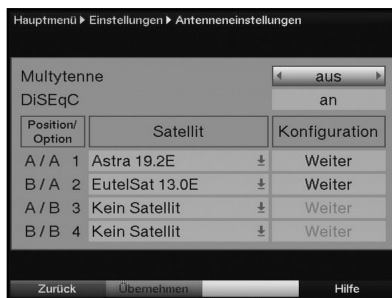 Hauptmenü Einstellungen Antenneneinstellungen
Multytenne aus
DiSEqC an
Position/ Option Satellit Konfiguration
A / A 1 Astra 19.2E Weiter
B / A 2 EutelSat 13.0E Weiter
A / B 3 Kein Satellit Weiter
B / B 4 Kein Satellit Weiter
Zurück Übernehmen Hilfe